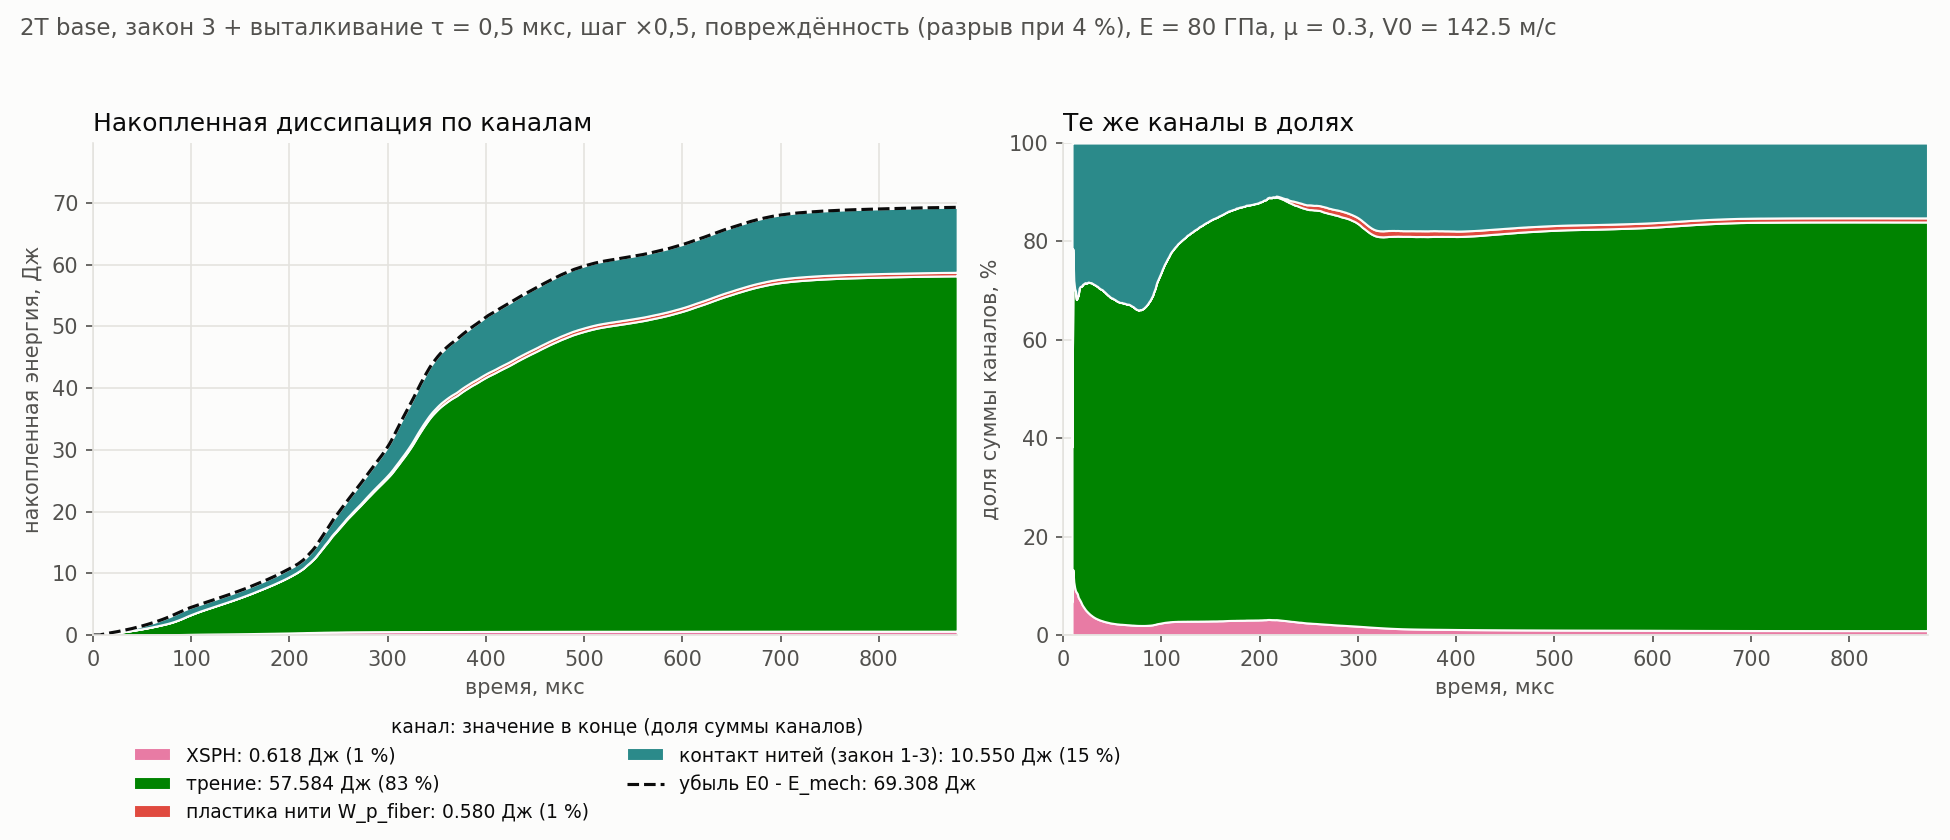 2T base, закон 3 + выталкивание τ = 0,5 мкс, шаг ×0,5, повреждённость (разрыв при 4 %), E = 80 ГПа, μ = 0.3, V0 = 142.5 м/с
Накопленная диссипация по каналам
накопленная энергия, Дж
70
60
50
40
30
20
10
0
0 100 200 300 400 500 600 700 800
время, мкс
Те же каналы в долях
доля суммы каналов, %
100
80
60
40
20
0
0 100 200 300 400 500 600 700 800
время, мкс
канал: значение в конце (доля суммы каналов)
XSPH: 0.618 Дж (1 %)
трение: 57.584 Дж (83 %)
пластика нити W_p_fiber: 0.580 Дж (1 %)
контакт нитей (закон 1-3): 10.550 Дж (15 %)
убыль E0 - E_mech: 69.308 Дж